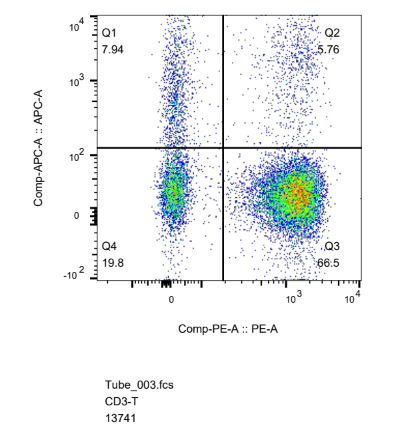 Q1
7.94
Q2
5.76
Q4
19.8
Q3
66.5
10^4
10^3
10^2
0
-10^2
Comp-APC-A :: APC-A
0
10^3
10^4
Comp-PE-A :: PE-A
Tube_003.fcs
CD3-T
13741